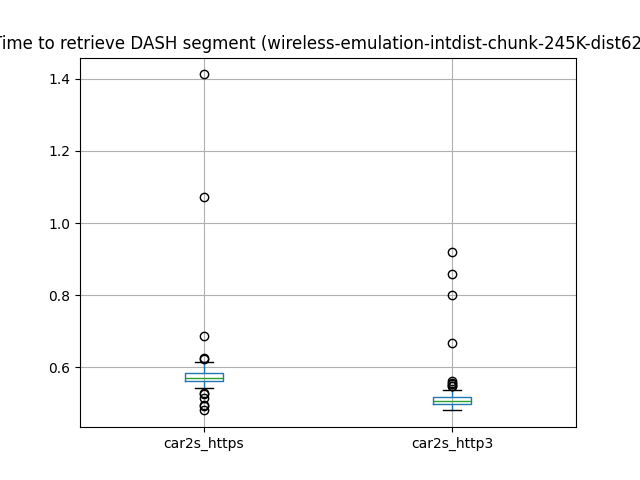 Time to retrieve DASH segment (wireless-emulation-intdist-chunk-245K-dist62
1.4
1.2
1.0
0.8
0.6
car2s_https
car2s_http3